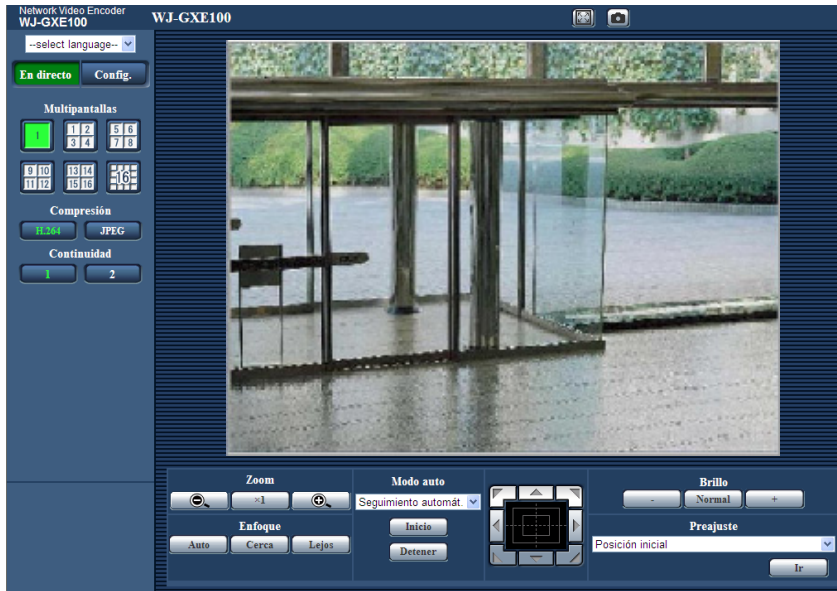 Network Video Encoder
WJ-GXE100
WJ-GXE100
--select language--
En directo
Config.
Multipantallas
1
1 2
3 4
5 6
7 8
9 10
11 12
13 14
15 16
16
Compresión
H.264
JPEG
Continuidad
1
2
Zoom
×1
Enfoque
Auto
Cerca
Lejos
Modo auto
Seguimiento automát.
Inicio
Detener
Brillo
-
Normal
+
Preajuste
Posición inicial
Ir